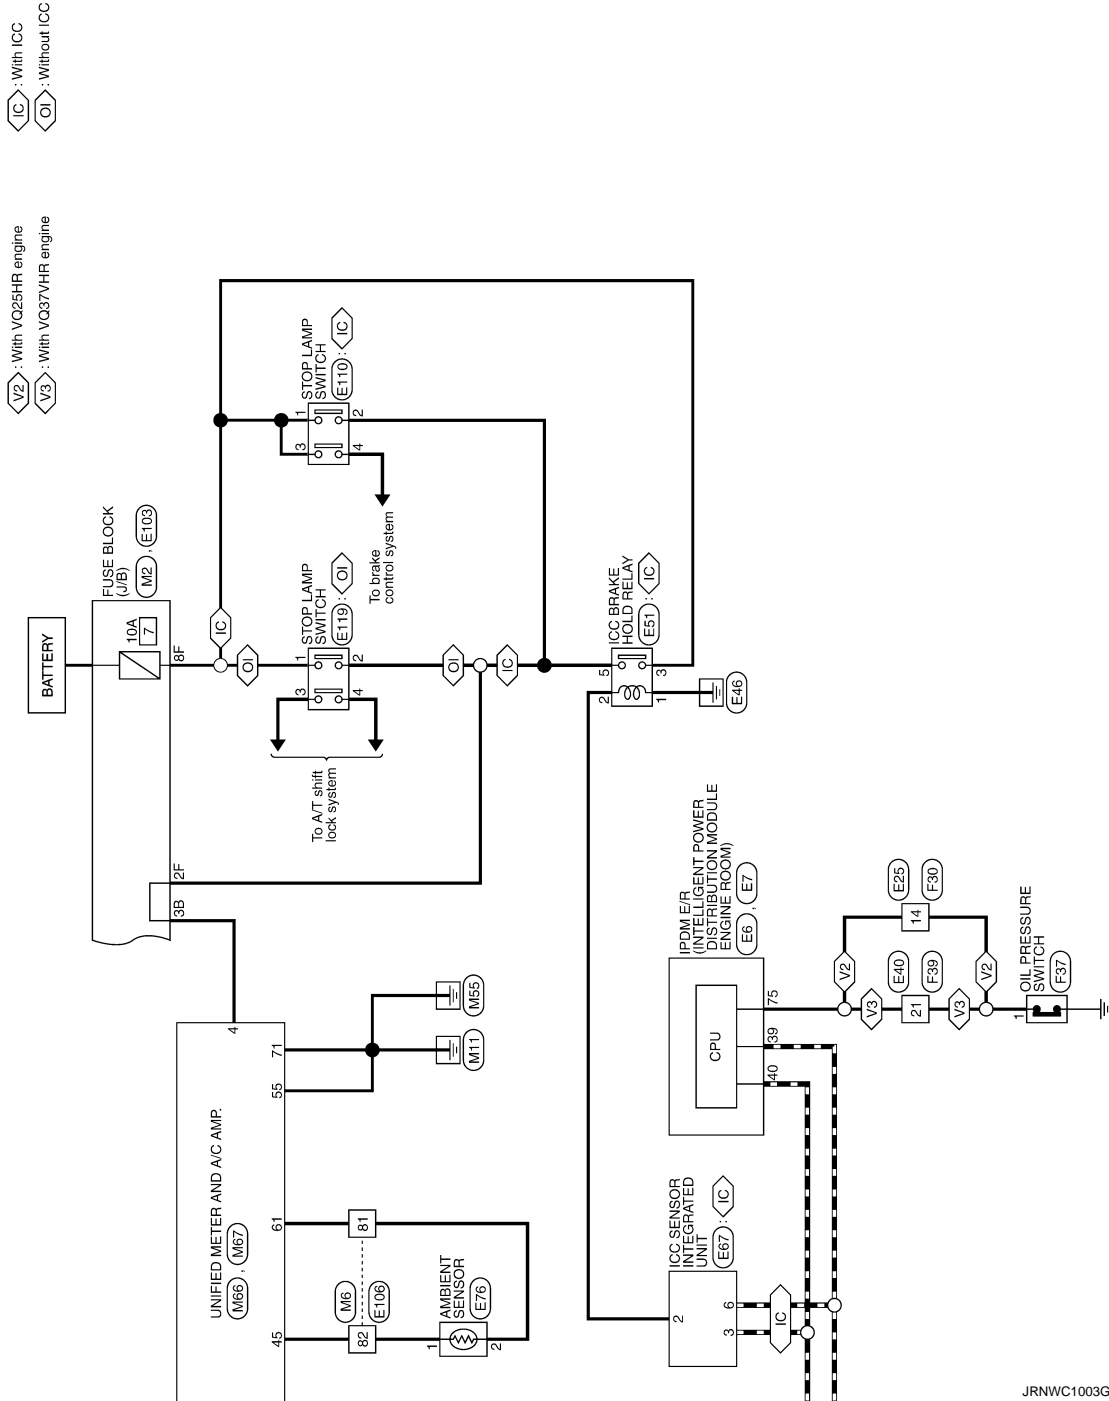 IC : With ICC
OI : Without ICC
V2 : With VQ25HR engine
V3 : With VQ37VHR engine
BATTERY
FUSE BLOCK
(J/B)
M2 , E103
10A
7
8F
2F
3B
IC
OI
STOP LAMP
SWITCH
E110 : IC
1
2
3
4
To brake
control system
STOP LAMP
SWITCH
E119 : OI
1
2
3
4
To A/T shift
lock system
OI
IC
ICC BRAKE
HOLD RELAY
E51 : IC
5
3
2
1
E46
UNIFIED METER AND A/C AMP.
M66 , M67
4
71
55
61
45
M55
M11
81
82
M6
E106
AMBIENT
SENSOR
E76
1
2
IPDM E/R
(INTELLIGENT POWER
DISTRIBUTION MODULE
ENGINE ROOM)
E6 , E7
CPU
75
39
40
V2
V3
E25
14
F30
E40
21
F39
V2
V3
OIL PRESSURE
SWITCH
F37
1
ICC SENSOR
INTEGRATED
UNIT
E67 : IC
2
6
3
IC
JRNWC1003G